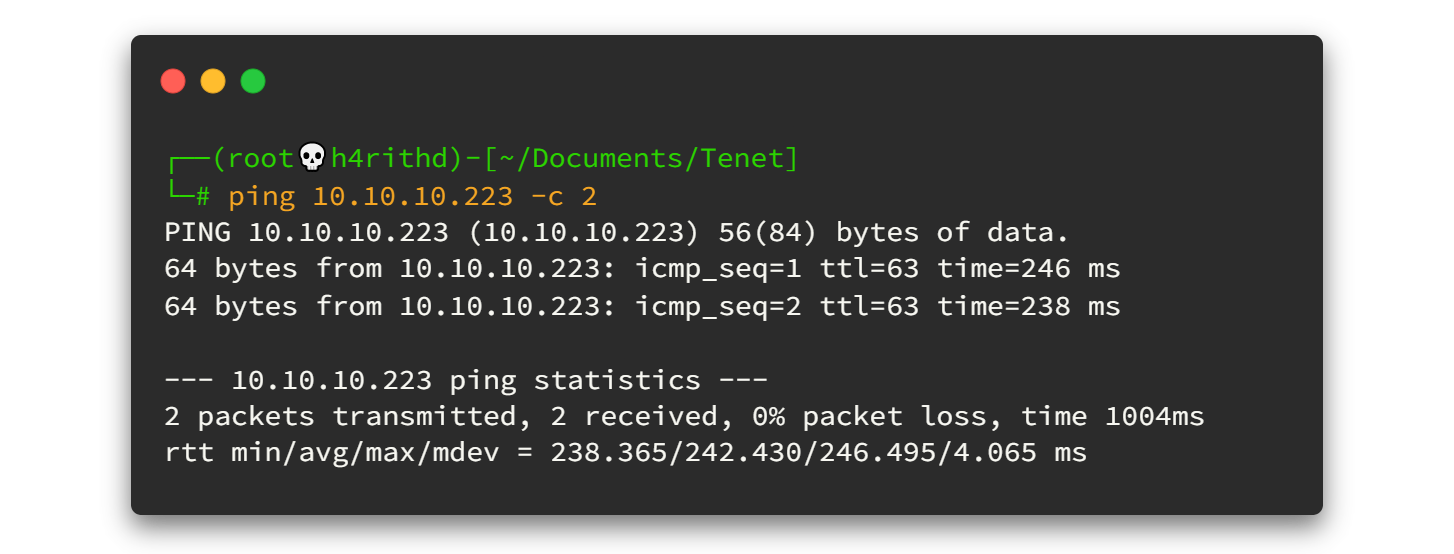 ┌──(root💀h4rithd)-[~/Documents/Tenet]
└─# ping 10.10.10.223 -c 2
PING 10.10.10.223 (10.10.10.223) 56(84) bytes of data.
64 bytes from 10.10.10.223: icmp_seq=1 ttl=63 time=246 ms
64 bytes from 10.10.10.223: icmp_seq=2 ttl=63 time=238 ms
--- 10.10.10.223 ping statistics ---
2 packets transmitted, 2 received, 0% packet loss, time 1004ms
rtt min/avg/max/mdev = 238.365/242.430/246.495/4.065 ms